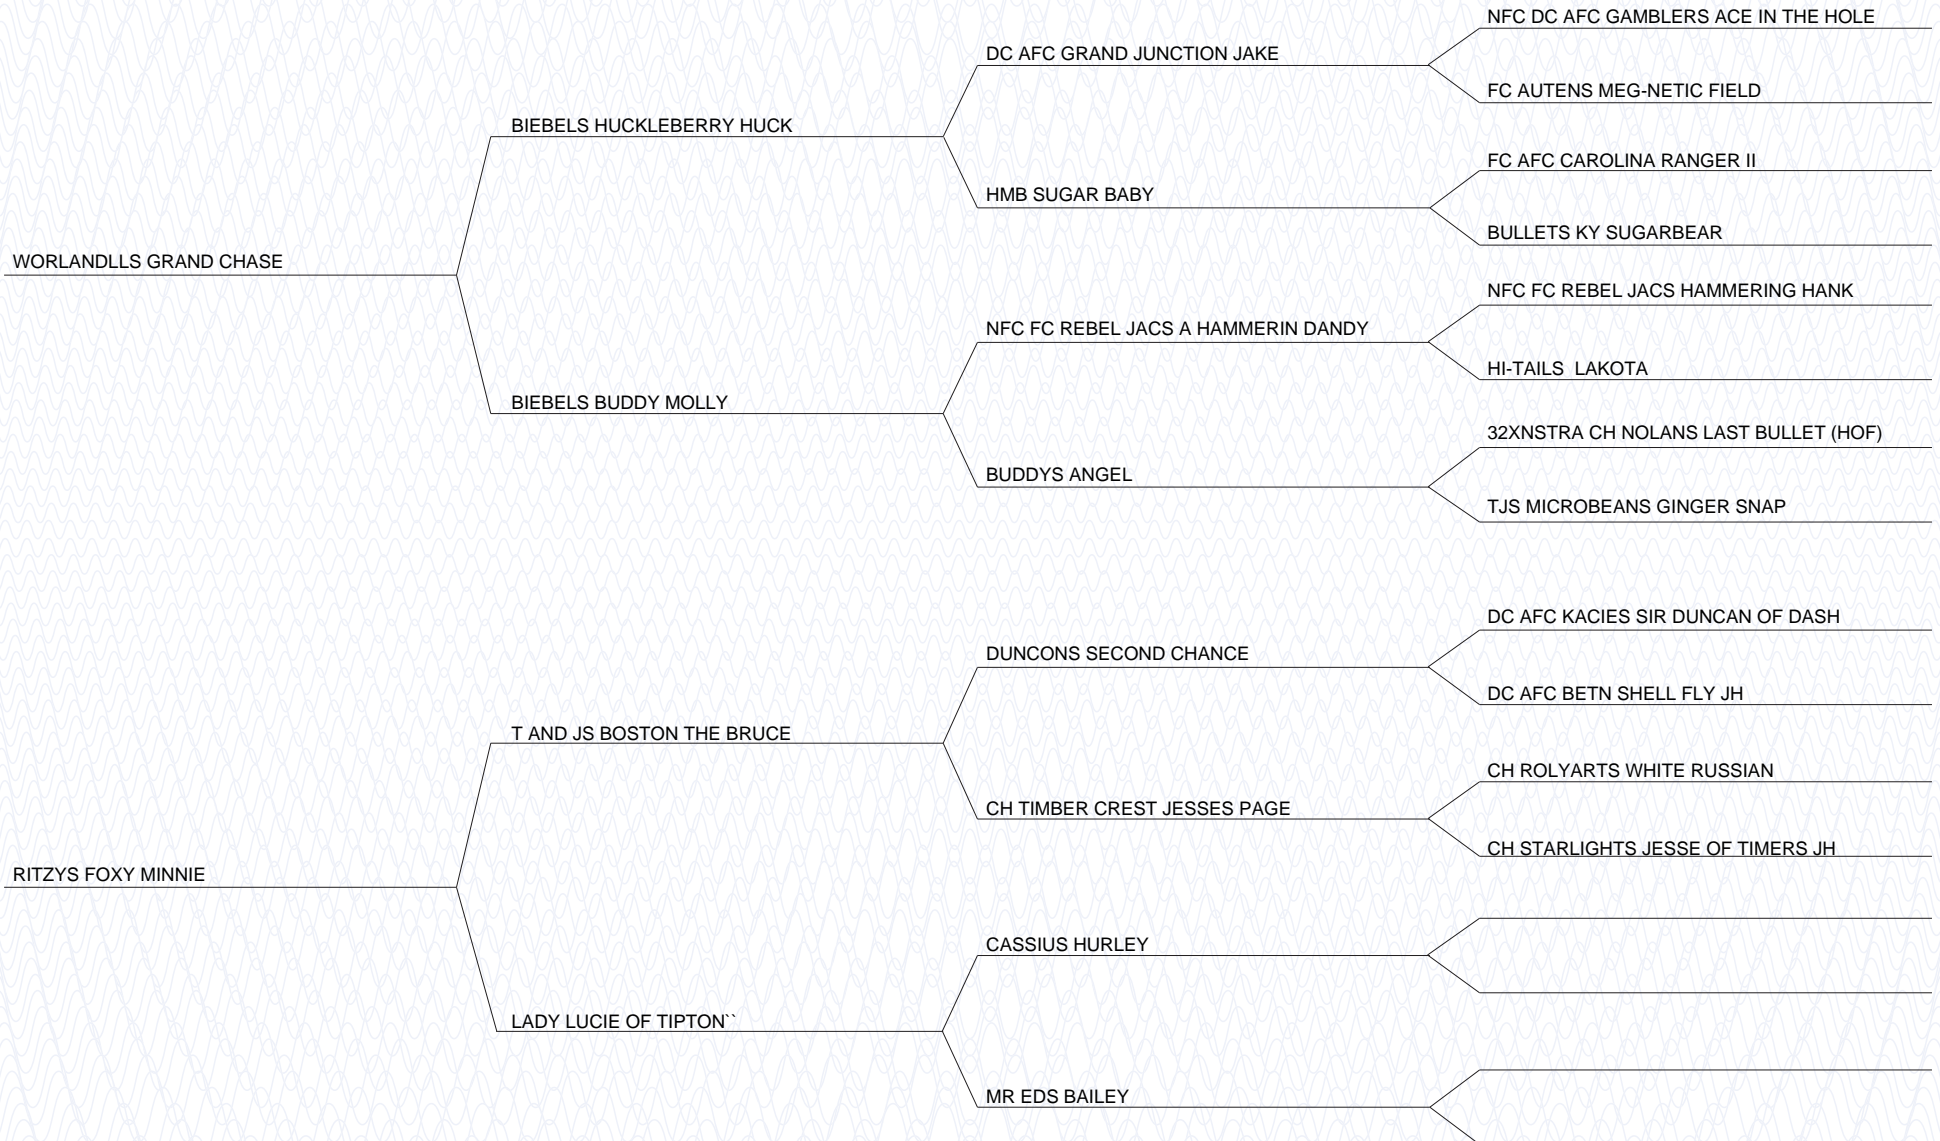 NFC DC AFC GAMBLERS ACE IN THE HOLE
DC AFC GRAND JUNCTION JAKE
FC AUTENS MEG-NETIC FIELD
BIEBELS HUCKLEBERRY HUCK
FC AFC CAROLINA RANGER II
HMB SUGAR BABY
BULLETS KY SUGARBEAR
WORLANDLLS GRAND CHASE
NFC FC REBEL JACS HAMMERING HANK
NFC FC REBEL JACS A HAMMERIN DANDY
HI-TAILS  LAKOTA
BIEBELS BUDDY MOLLY
32XNSTRA CH NOLANS LAST BULLET (HOF)
BUDDYS ANGEL
TJS MICROBEANS GINGER SNAP
DC AFC KACIES SIR DUNCAN OF DASH
DUNCONS SECOND CHANCE
DC AFC BETN SHELL FLY JH
T AND JS BOSTON THE BRUCE
CH ROLYARTS WHITE RUSSIAN
CH TIMBER CREST JESSES PAGE
CH STARLIGHTS JESSE OF TIMERS JH
RITZYS FOXY MINNIE
CASSIUS HURLEY
LADY LUCIE OF TIPTON``
MR EDS BAILEY